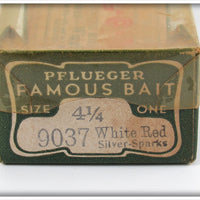 PFLUEGER
FAMOUS BAIT
SIZE 4¼ ONE
9037 White Red
Silver-Sparks